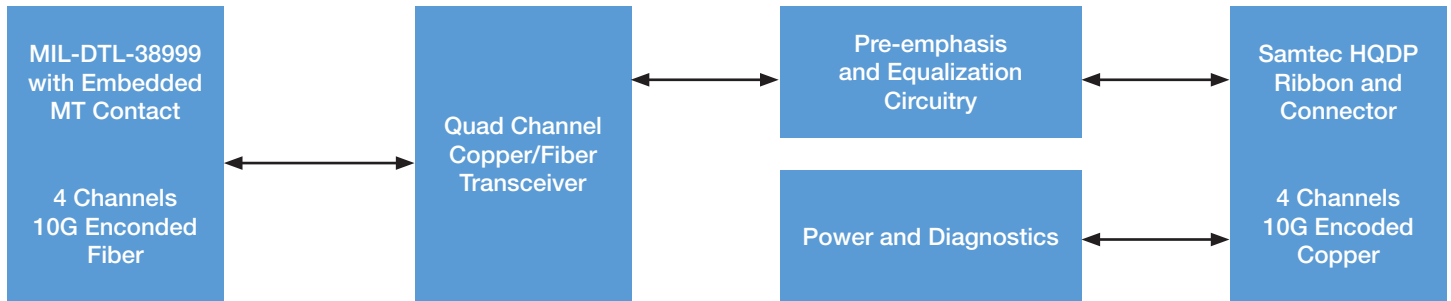 MIL-DTL-38999
with Embedded
MT Contact
4 Channels
10G Enconded
Fiber
Quad Channel
Copper/Fiber
Transceiver
Pre-emphasis
and Equalization
Circuitry
Power and Diagnostics
Samtec HQDP
Ribbon and
Connector
4 Channels
10G Encoded
Copper